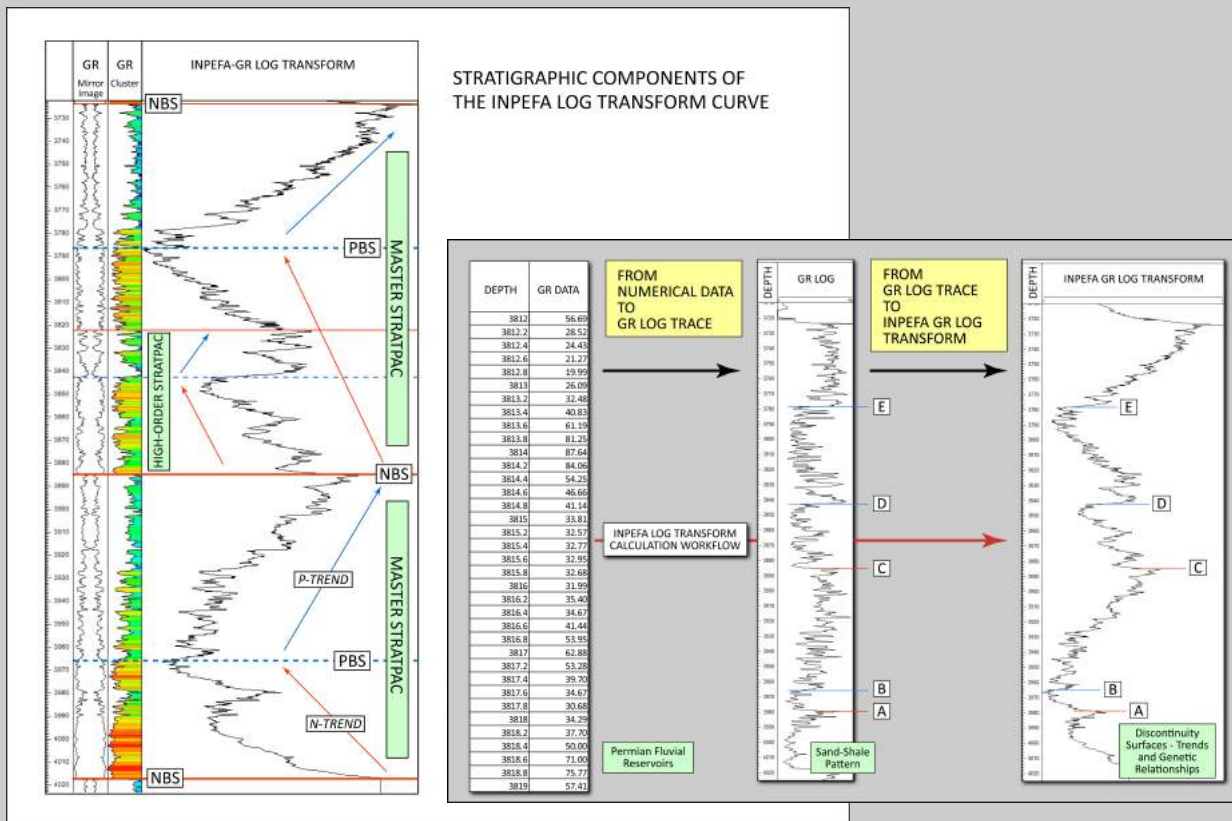 STRATIGRAPHIC COMPONENTS OF
THE INPEFA LOG TRANSFORM CURVE
GR
Mirror
Image
GR
Cluster
INPEFA-GR LOG TRANSFORM
NBS
PBS
MASTER STRATPAC
HIGH-ORDER STRATPAC
NBS
P-TREND
MASTER STRATPAC
PBS
N-TREND
NBS
DEPTH GR DATA
3812 56.69
3812.2 28.52
3812.4 24.43
3812.6 21.27
3812.8 19.99
3813 26.09
3813.2 32.48
3813.4 40.83
3813.6 61.19
3813.8 81.25
3814 87.64
3814.2 84.06
3814.4 54.25
3814.6 46.66
3814.8 41.14
3815 33.81
3815.2 32.57
3815.4 32.77
3815.6 32.95
3815.8 32.68
3816 31.99
3816.2 35.40
3816.4 34.67
3816.6 41.44
3816.8 53.95
3817 62.88
3817.2 53.28
3817.4 39.70
3817.6 34.67
3817.8 30.68
3818 34.29
3818.2 37.70
3818.4 50.00
3818.6 71.00
3818.8 75.77
3819 57.41
FROM
NUMERICAL DATA
TO
GR LOG TRACE
INPEFA LOG TRANSFORM
CALCULATION WORKFLOW
Permian Fluvial
Reservoirs
DEPTH
GR LOG
E
D
C
B
A
Sand-Shale
Pattern
FROM
GR LOG TRACE
TO
INPEFA GR LOG
TRANSFORM
DEPTH
INPEFA GR LOG TRANSFORM
E
D
C
B
A
Discontinuity
Surfaces - Trends
and Genetic
Relationships